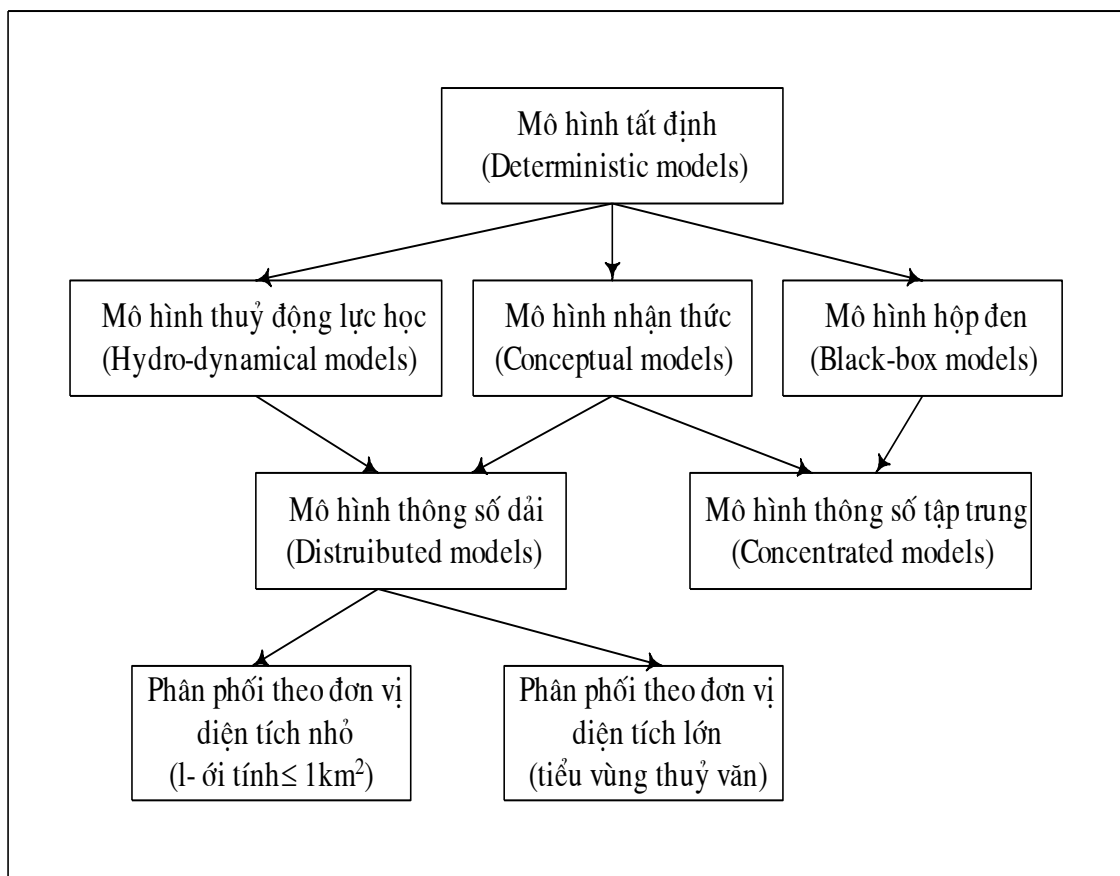 Mô hình tất định
(Deterministic models)
Mô hình thuỷ động lực học
(Hydro-dynamical models)
Mô hình nhận thức
(Conceptual models)
Mô hình hộp đen
(Black-box models)
Mô hình thông số dải
(Distruibuted models)
Mô hình thông số tập trung
(Concentrated models)
Phân phối theo đơn vị
diện tích nhỏ
(l- ới tính≤ 1km²)
Phân phối theo đơn vị
diện tích lớn
(tiểu vùng thuỷ văn)